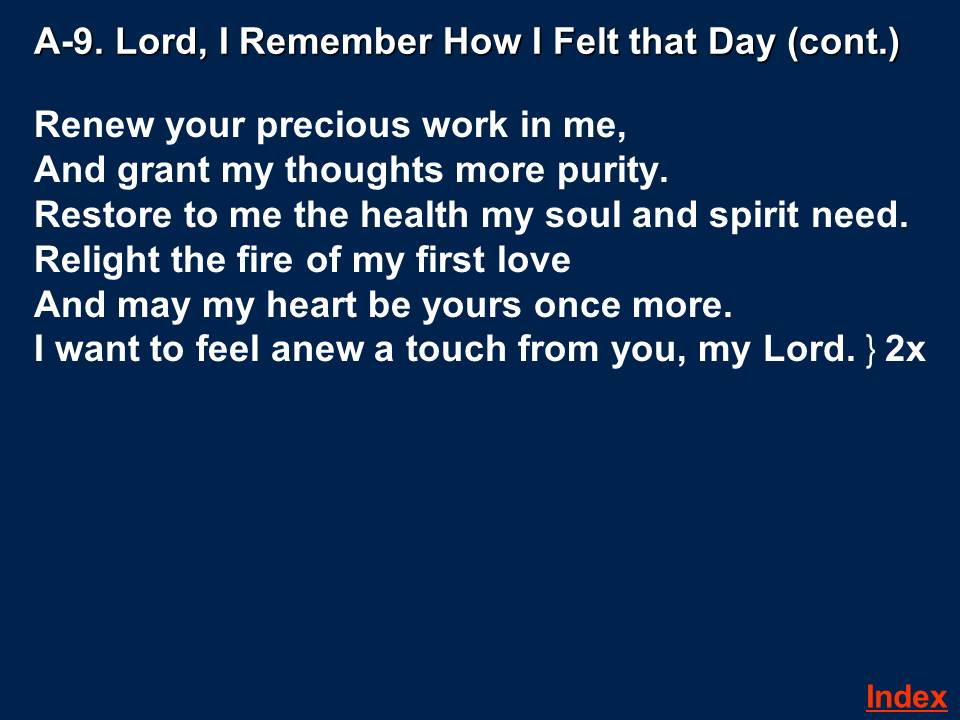 A-9. Lord, I Remember How I Felt that Day (cont.)
Renew your precious work in me,
And grant my thoughts more purity.
Restore to me the health my soul and spirit need.
Relight the fire of my first love
And may my heart be yours once more.
I want to feel anew a touch from you, my Lord. } 2x
Index